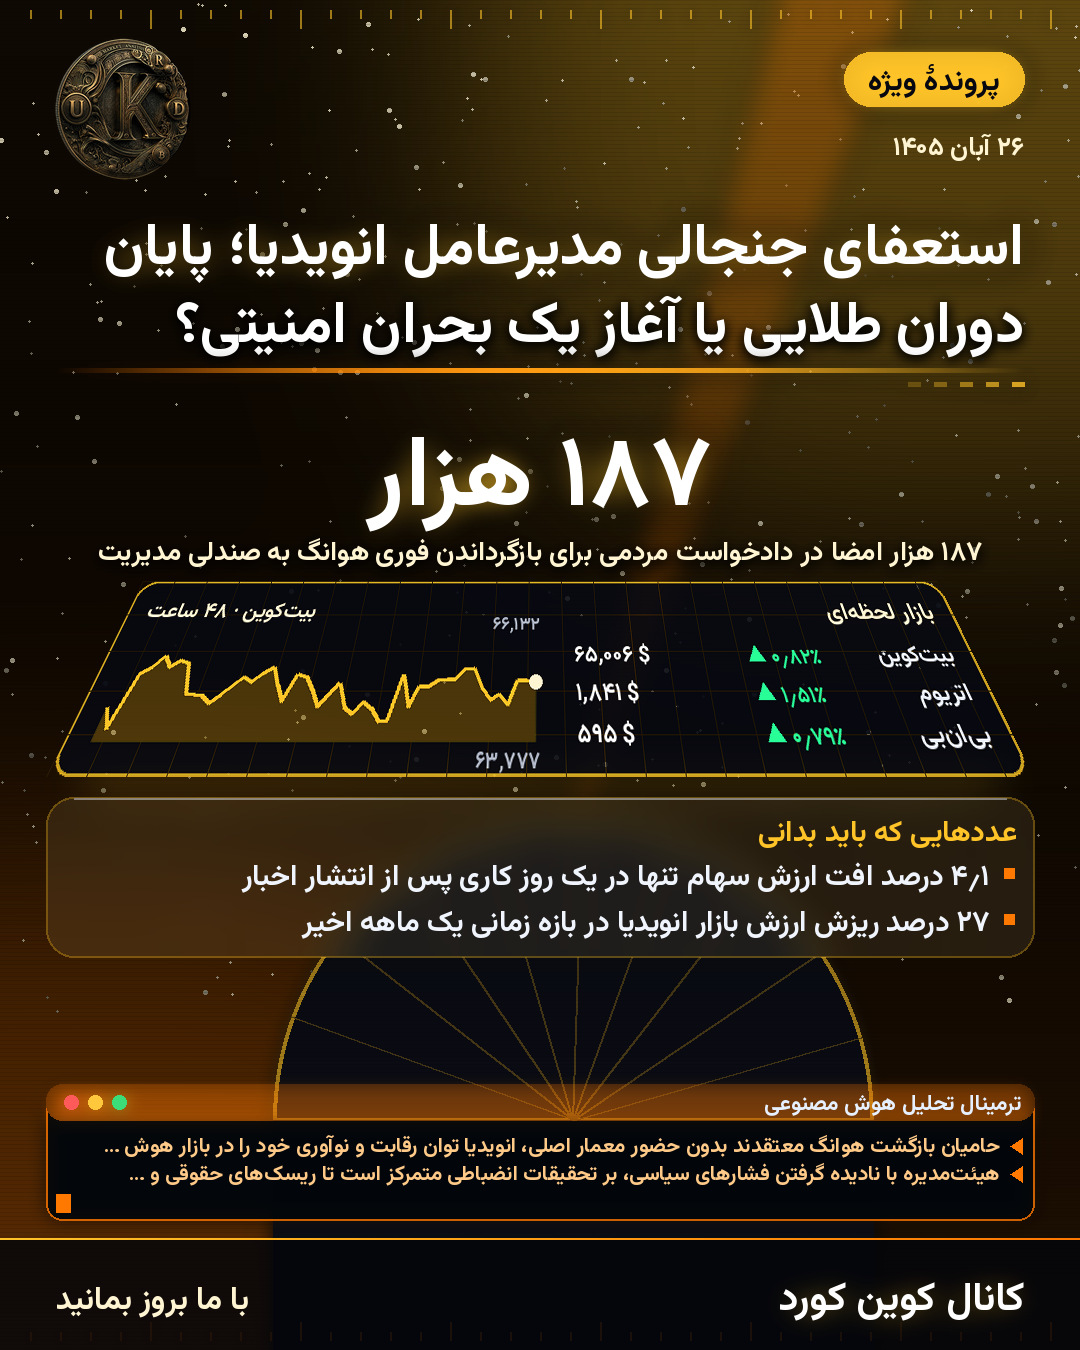 پروندهٔ ویژه
۲۶ آبان ۱۴۰۵
استعفای جنجالی مدیرعامل انویدیا؛ پایان
دوران طلایی یا آغاز یک بحران امنیتی؟
۱۸۷ هزار
۱۸۷ هزار امضا در دادخواست مردمی برای بازگرداندن فوری هوانگ به صندلی مدیریت
بازار لحظه‌ای
بیت‌کوین ۰٫۸۲٪ ▲ ۶۵,۰۰۶ $
اتریوم ۱٫۵۱٪ ▲ ۱,۸۴۱ $
بی‌ان‌بی ۰٫۷۹٪ ▲ ۵۹۵ $
بیت‌کوین · ۴۸ ساعت
۶۶,۱۳۲
۶۳,۷۷۷
عددهایی که باید بدانی
۴٫۱ درصد افت ارزش سهام تنها در یک روز کاری پس از انتشار اخبار
۲۷ درصد ریزش ارزش بازار انویدیا در بازه زمانی یک ماهه اخیر
ترمینال تحلیل هوش مصنوعی
حامیان بازگشت هوانگ معتقدند بدون حضور معمار اصلی، انویدیا توان رقابت و نوآوری خود را در بازار هوش ...
هیئت‌مدیره با نادیده گرفتن فشارهای سیاسی، بر تحقیقات انضباطی متمرکز است تا ریسک‌های حقوقی و ...
کانال کوین کورد
با ما بروز بمانید